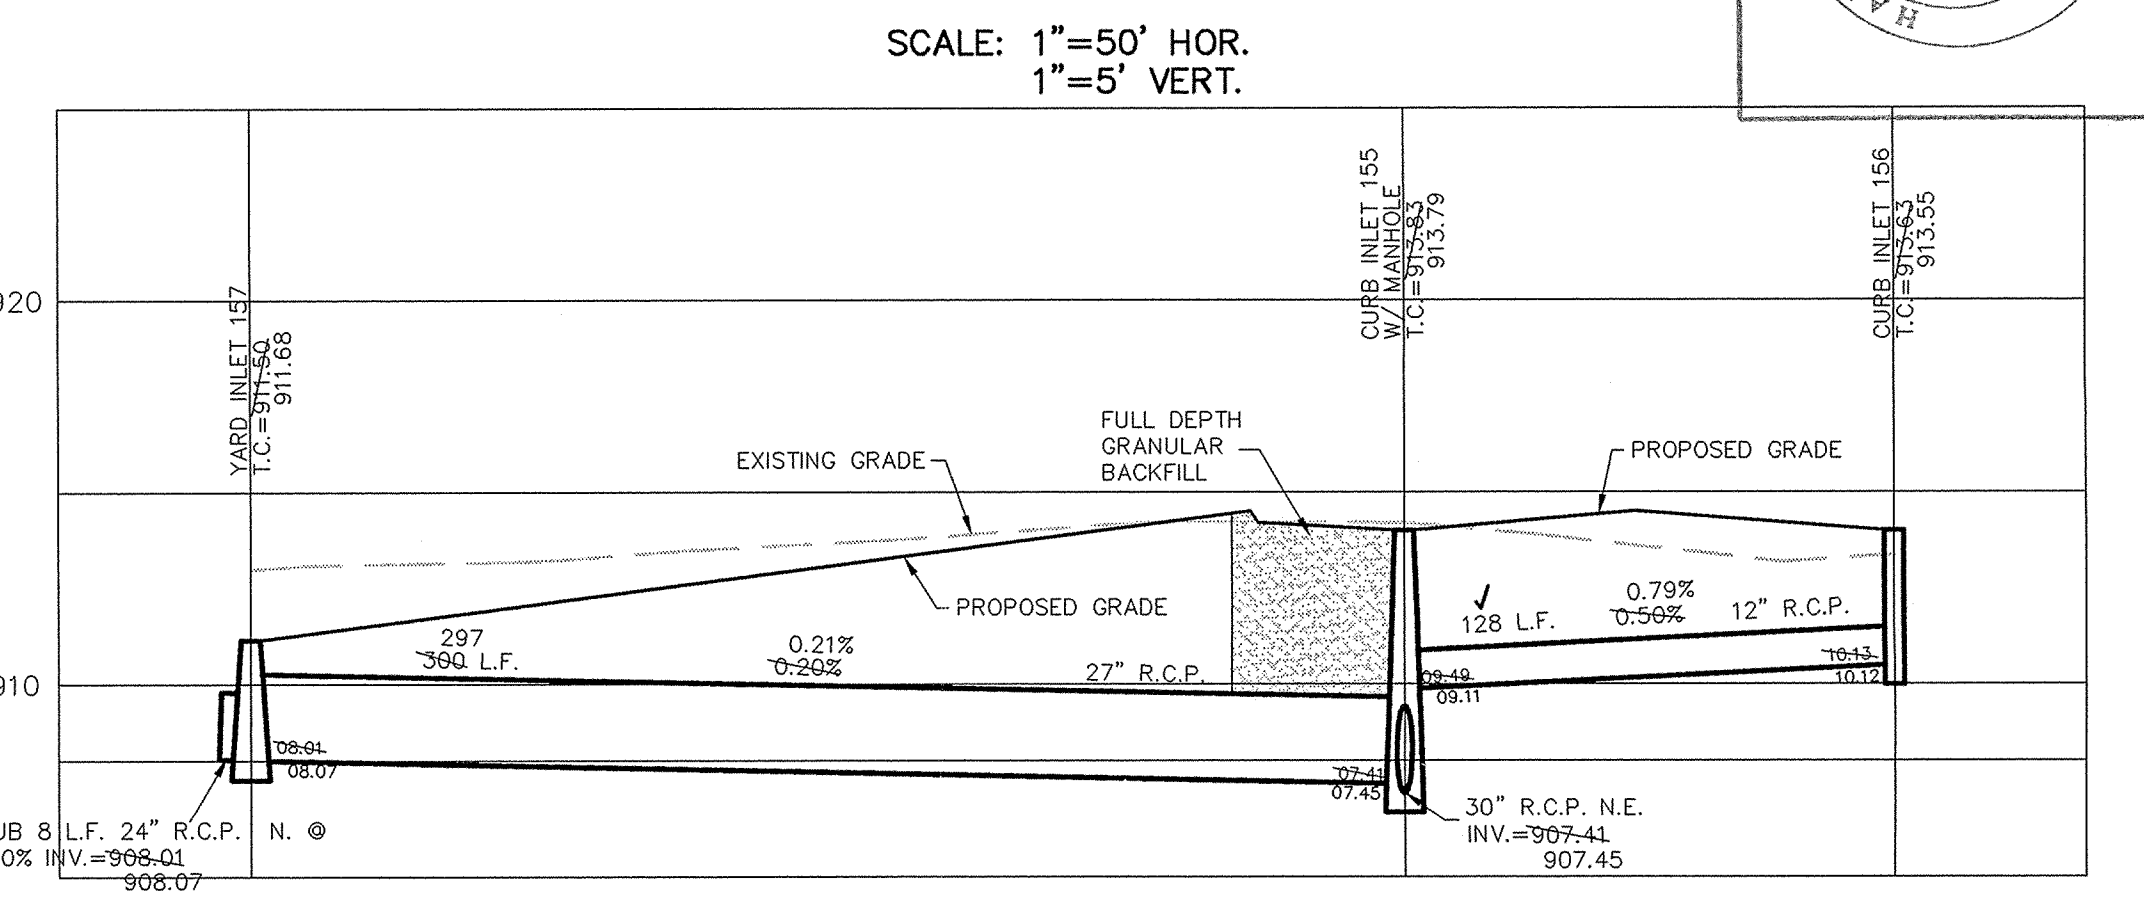 SCALE: 1"=50' HOR.
1"=5' VERT.
HA
920
910
YARD INLET 157
T.C.=911.50
911.68
CURB INLET 155
W/ MANHOLE
T.C.=913.83
913.79
CURB INLET 156
T.C.=913.63
913.55
EXISTING GRADE
FULL DEPTH
GRANULAR
BACKFILL
PROPOSED GRADE
PROPOSED GRADE
297
300 L.F.
0.21%
0.20%
27" R.C.P.
128 L.F.
0.79%
0.50%
12" R.C.P.
09.49
09.11
10.13
10.12
08.01
08.07
07.41
07.45
UB 8 L.F. 24" R.C.P. N. @
0% INV.=908.01
908.07
30" R.C.P. N.E.
INV.=907.41
907.45